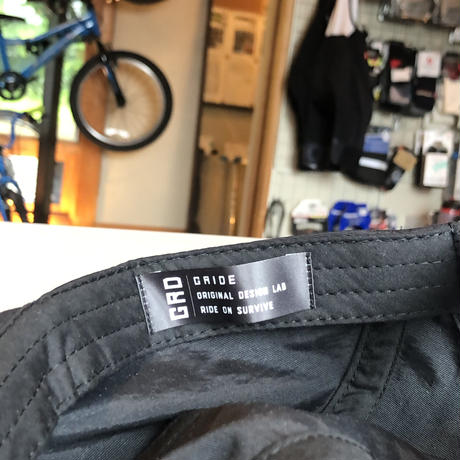 GRD
GRIDE
ORIGINAL DESIGN LAB
RIDE ON SURVIVE